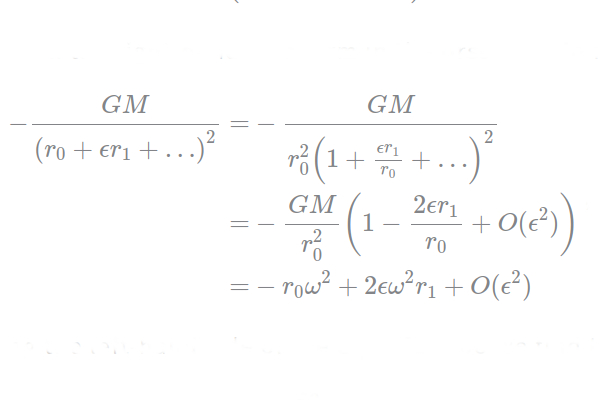 -\frac{GM}{(r_0 + \epsilon r_1 + \ldots)^2} = -\frac{GM}{r_0^2\left(1 + \frac{\epsilon r_1}{r_0} + \ldots\right)^2}
= -\frac{GM}{r_0^2}\left(1 - \frac{2\epsilon r_1}{r_0} + O(\epsilon^2)\right)
= -r_0\omega^2 + 2\epsilon\omega^2 r_1 + O(\epsilon^2)